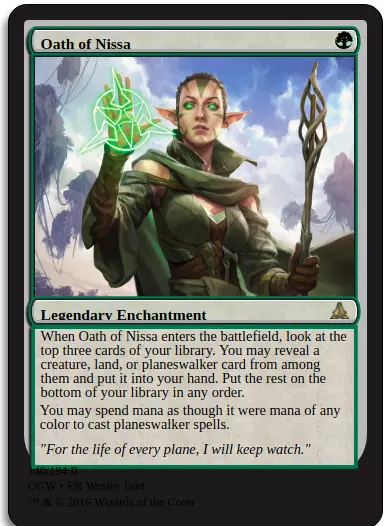 Oath of Nissa
Legendary Enchantment
When Oath of Nissa enters the battlefield, look at the
top three cards of your library. You may reveal a
creature, land, or planeswalker card from among
them and put it into your hand. Put the rest on the
bottom of your library in any order.
You may spend mana as though it were mana of any
color to cast planeswalker spells.
"For the life of every plane, I will keep watch."
140/184 R
OGW • EN Wesley Burt
™ & © 2016 Wizards of the Coast